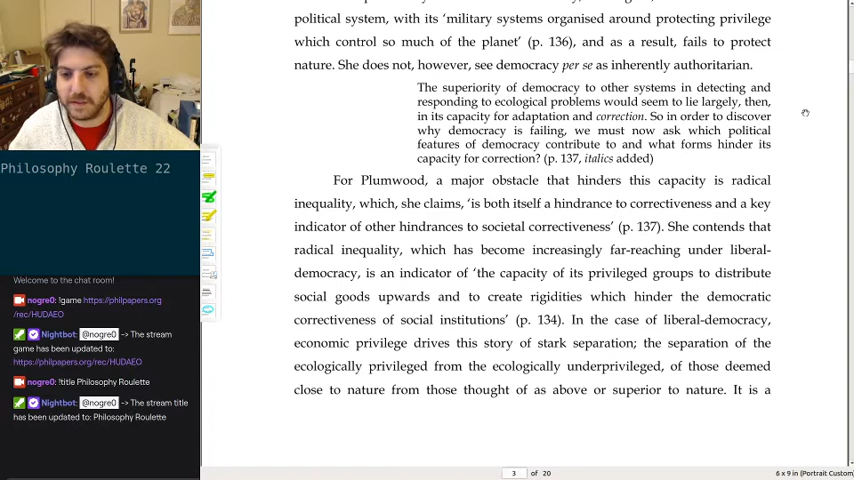 political system, with its ‘military systems organised around protecting privilege
which control so much of the planet’ (p. 136), and as a result, fails to protect
nature. She does not, however, see democracy per se as inherently authoritarian.
The superiority of democracy to other systems in detecting and
responding to ecological problems would seem to lie largely, then,
in its capacity for adaptation and correction. So in order to discover
why democracy is failing, we must now ask which political
features of democracy contribute to and what forms hinder its
capacity for correction? (p. 137, italics added)
For Plumwood, a major obstacle that hinders this capacity is radical
inequality, which, she claims, ‘is both itself a hindrance to correctiveness and a key
indicator of other hindrances to societal correctiveness’ (p. 137). She contends that
radical inequality, which has become increasingly far-reaching under liberal-
democracy, is an indicator of ‘the capacity of its privileged groups to distribute
social goods upwards and to create rigidities which hinder the democratic
correctiveness of social institutions’ (p. 134). In the case of liberal-democracy,
economic privilege drives this story of stark separation; the separation of the
ecologically privileged from the ecologically underprivileged, of those deemed
close to nature from those thought of as above or superior to nature. It is a
3 of 20
6 x 9 in (Portrait Custom
Philosophy Roulette 22
Welcome to the chat room!
nogre0: !game https://philpapers.org
/rec/HUDAEO
Nightbot: @nogre0 -> The stream
game has been updated to:
https://philpapers.org/rec/HUDAEO
nogre0: !title Philosophy Roulette
Nightbot: @nogre0 -> The stream title
has been updated to: Philosophy Roulette